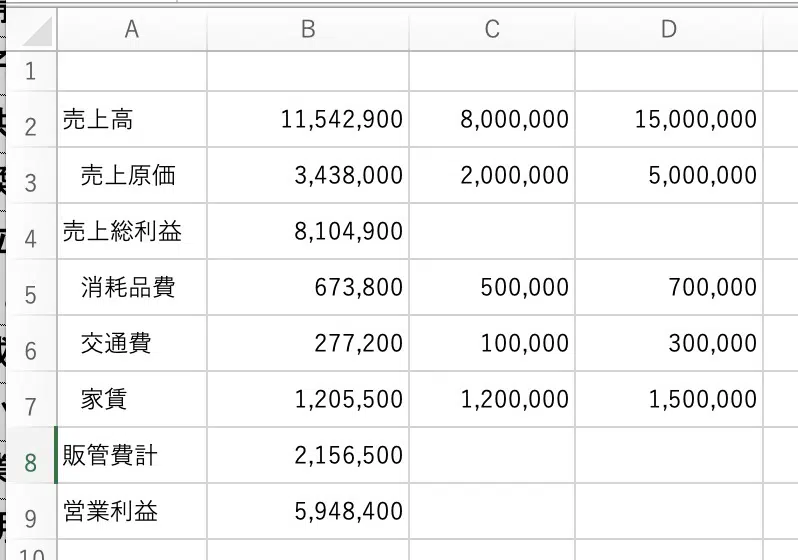 A B C D
1
2 売上高 11,542,900 8,000,000 15,000,000
3 売上原価 3,438,000 2,000,000 5,000,000
4 売上総利益 8,104,900
5 消耗品費 673,800 500,000 700,000
6 交通費 277,200 100,000 300,000
7 家賃 1,205,500 1,200,000 1,500,000
8 販管費計 2,156,500
9 営業利益 5,948,400
10